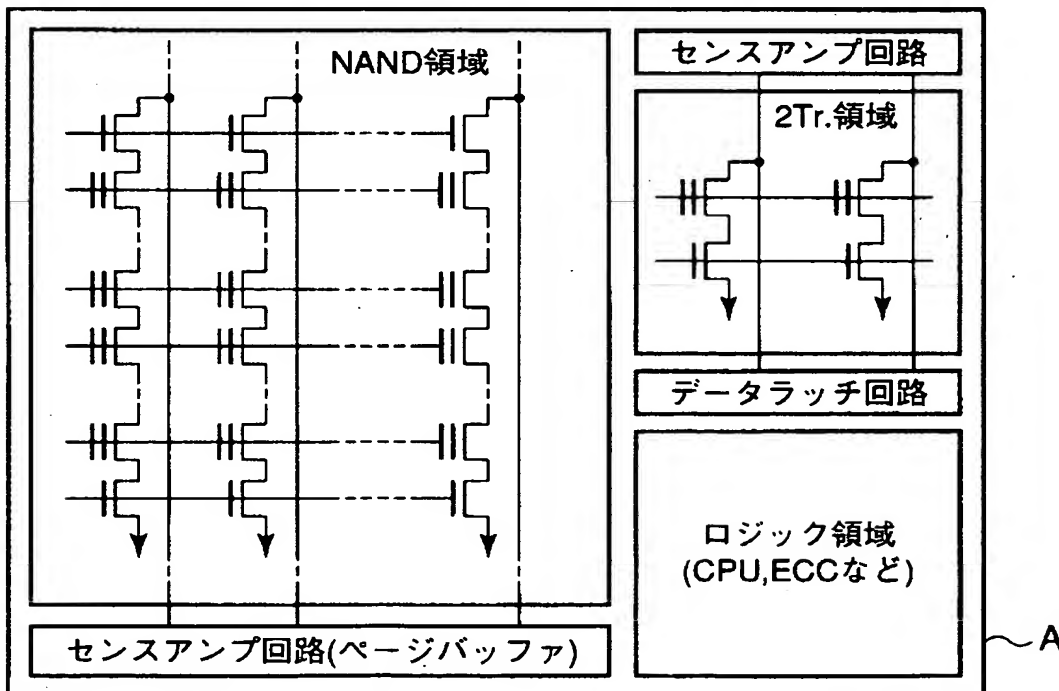 NAND領域
センスアンプ回路
2Tr.領域
データラッチ回路
ロジック領域
(CPU,ECCなど)
センスアンプ回路(ページバッファ)
A